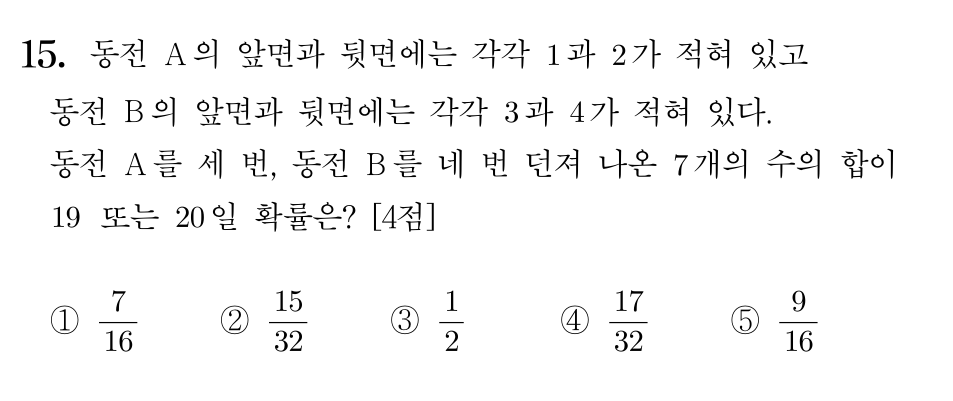 15. 동전 A의 앞면과 뒷면에는 각각 1과 2가 적혀 있고
동전 B의 앞면과 뒷면에는 각각 3과 4가 적혀 있다.
동전 A를 세 번, 동전 B를 네 번 던져 나온 7개의 수의 합이
19 또는 20일 확률은? [4점]
① 7/16 ② 15/32 ③ 1/2 ④ 17/32 ⑤ 9/16